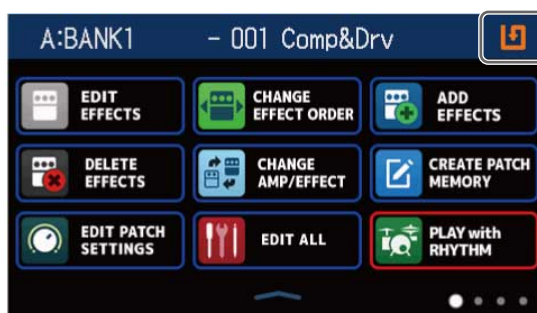 A:BANK1 - 001 Comp&Drv
EDIT
EFFECTS
CHANGE
EFFECT ORDER
ADD
EFFECTS
DELETE
EFFECTS
CHANGE
AMP/EFFECT
CREATE PATCH
MEMORY
EDIT PATCH
SETTINGS
EDIT ALL
PLAY with
RHYTHM